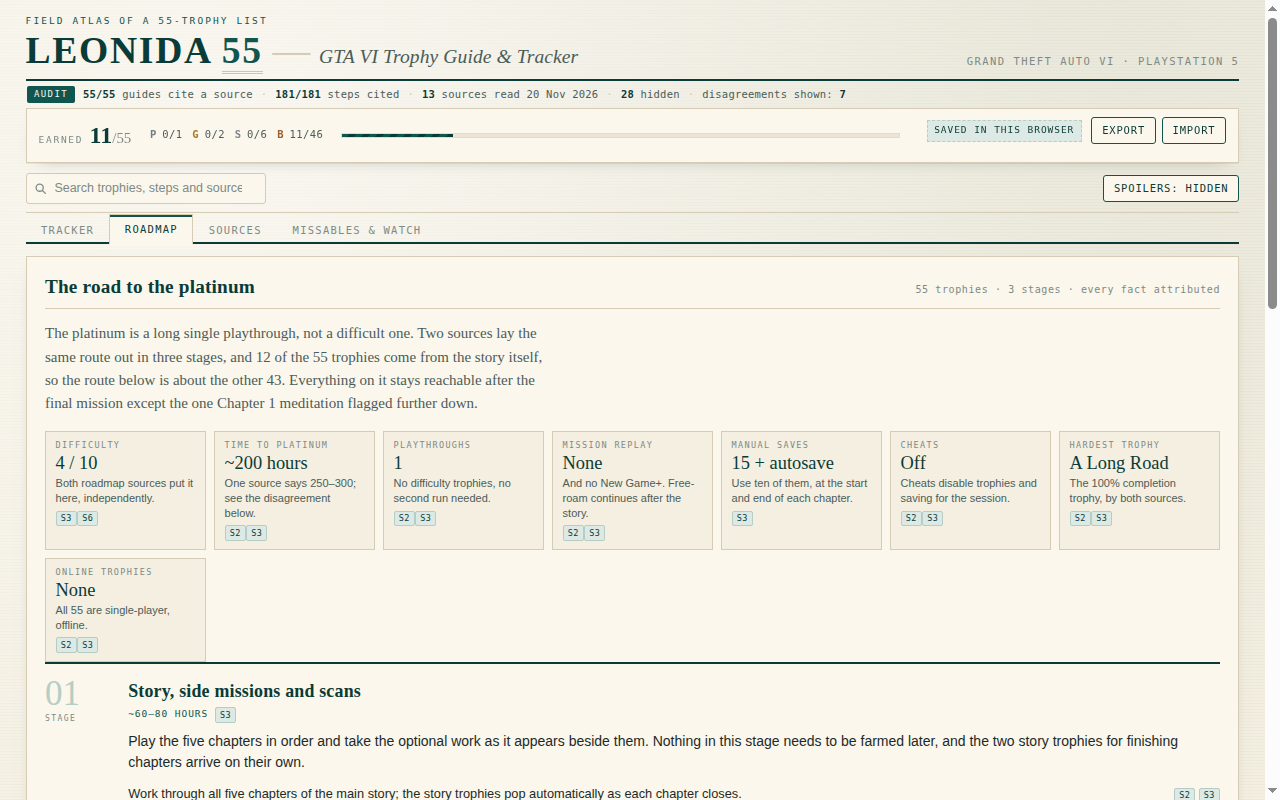 FIELD ATLAS OF A 55-TROPHY LIST
LEONIDA 55 — GTA VI Trophy Guide & Tracker
GRAND THEFT AUTO VI · PLAYSTATION 5
AUDIT 55/55 guides cite a source · 181/181 steps cited · 13 sources read 20 Nov 2026 · 28 hidden · disagreements shown: 7
EARNED 11/55 P 0/1 G 0/2 S 0/6 B 11/46 SAVED IN THIS BROWSER EXPORT IMPORT
Search trophies, steps and source
SPOILERS: HIDDEN
TRACKER ROADMAP SOURCES MISSABLES & WATCH
The road to the platinum
55 trophies · 3 stages · every fact attributed
The platinum is a long single playthrough, not a difficult one. Two sources lay the
same route out in three stages, and 12 of the 55 trophies come from the story itself,
so the route below is about the other 43. Everything on it stays reachable after the
final mission except the one Chapter 1 meditation flagged further down.
DIFFICULTY
4 / 10
Both roadmap sources put it
here, independently.
S3 S6
TIME TO PLATINUM
~200 hours
One source says 250–300;
see the disagreement
below.
S2 S3
PLAYTHROUGHS
1
No difficulty trophies, no
second run needed.
S2 S3
MISSION REPLAY
None
And no New Game+. Free-
roam continues after the
story.
S2 S3
MANUAL SAVES
15 + autosave
Use ten of them, at the start
and end of each chapter.
S3
CHEATS
Off
Cheats disable trophies and
saving for the session.
S2 S3
HARDEST TROPHY
A Long Road
The 100% completion
trophy, by both sources.
S2 S3
ONLINE TROPHIES
None
All 55 are single-player,
offline.
S2 S3
01
STAGE
Story, side missions and scans
~60–80 HOURS S3
Play the five chapters in order and take the optional work as it appears beside them. Nothing in this stage needs to be farmed later, and the two story trophies for finishing
chapters arrive on their own.
Work through all five chapters of the main story; the story trophies pop automatically as each chapter closes.
S2 S3